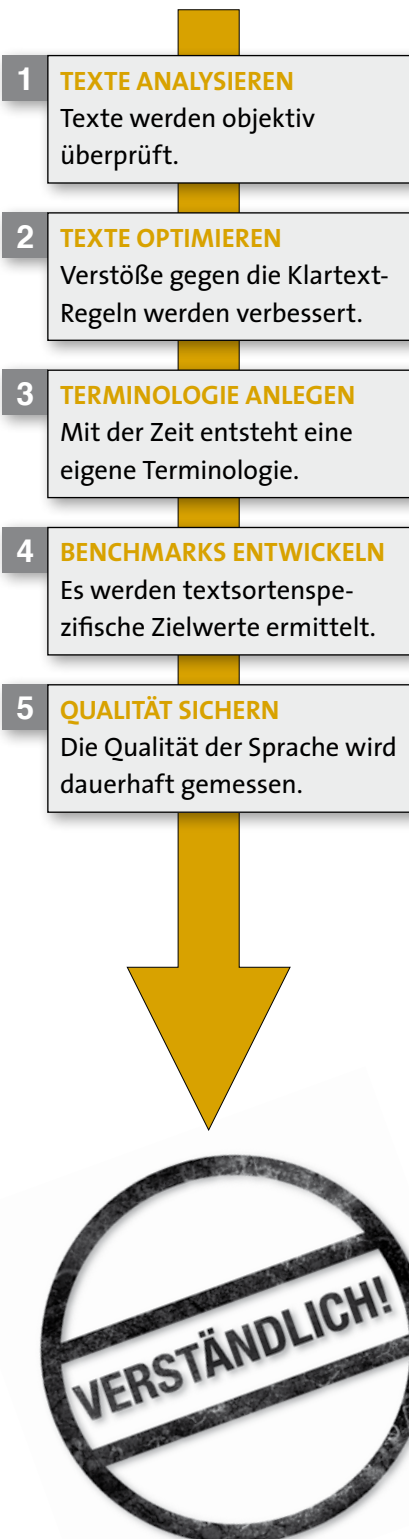 1 TEXTE ANALYSIEREN
Texte werden objektiv
überprüft.
2 TEXTE OPTIMIEREN
Verstöße gegen die Klartext-
Regeln werden verbessert.
3 TERMINOLOGIE ANLEGEN
Mit der Zeit entsteht eine
eigene Terminologie.
4 BENCHMARKS ENTWICKELN
Es werden textsortenspe-
zifische Zielwerte ermittelt.
5 QUALITÄT SICHERN
Die Qualität der Sprache wird
dauerhaft gemessen.
VERSTÄNDLICH!